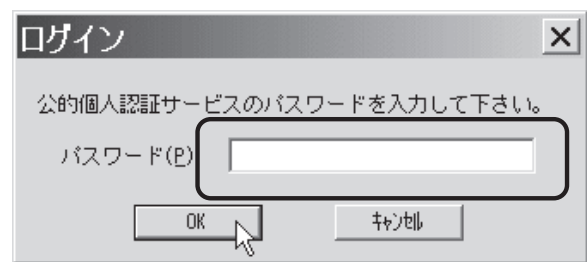 ログイン
公的個人認証サービスのパスワードを入力して下さい。
パスワード(P)
OK
キャンセル